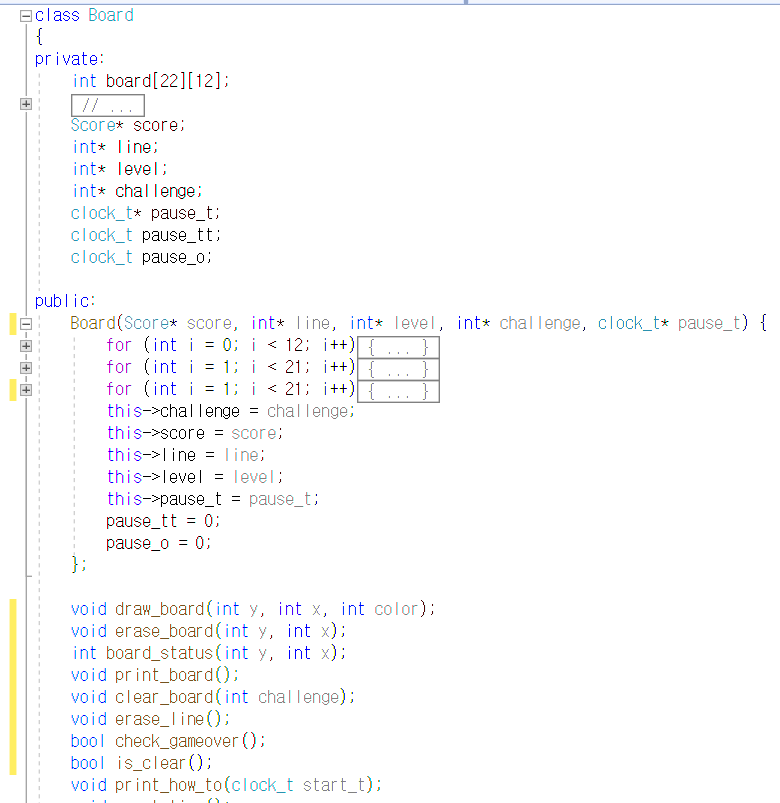 class Board
{
private:
int board[22][12];
// ...
Score* score;
int* line;
int* level;
int* challenge;
clock_t* pause_t;
clock_t pause_tt;
clock_t pause_o;
public:
Board(Score* score, int* line, int* level, int* challenge, clock_t* pause_t) {
for (int i = 0; i < 12; i++) { ... }
for (int i = 1; i < 21; i++) { ... }
for (int i = 1; i < 21; i++) { ... }
this->challenge = challenge;
this->score = score;
this->line = line;
this->level = level;
this->pause_t = pause_t;
pause_tt = 0;
pause_o = 0;
};
void draw_board(int y, int x, int color);
void erase_board(int y, int x);
int board_status(int y, int x);
void print_board();
void clear_board(int challenge);
void erase_line();
bool check_gameover();
bool is_clear();
void print_how_to(clock_t start_t);